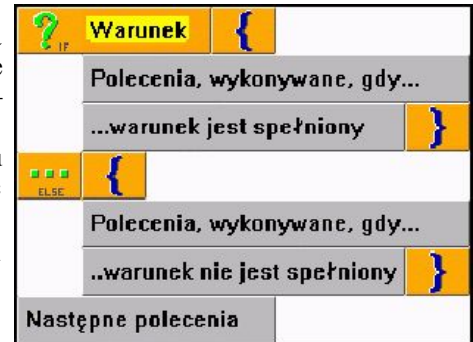 IF Warunek {
Polecenia, wykonywane, gdy...
...warunek jest spełniony }
ELSE {
Polecenia, wykonywane, gdy...
..warunek nie jest spełniony }
Następne polecenia